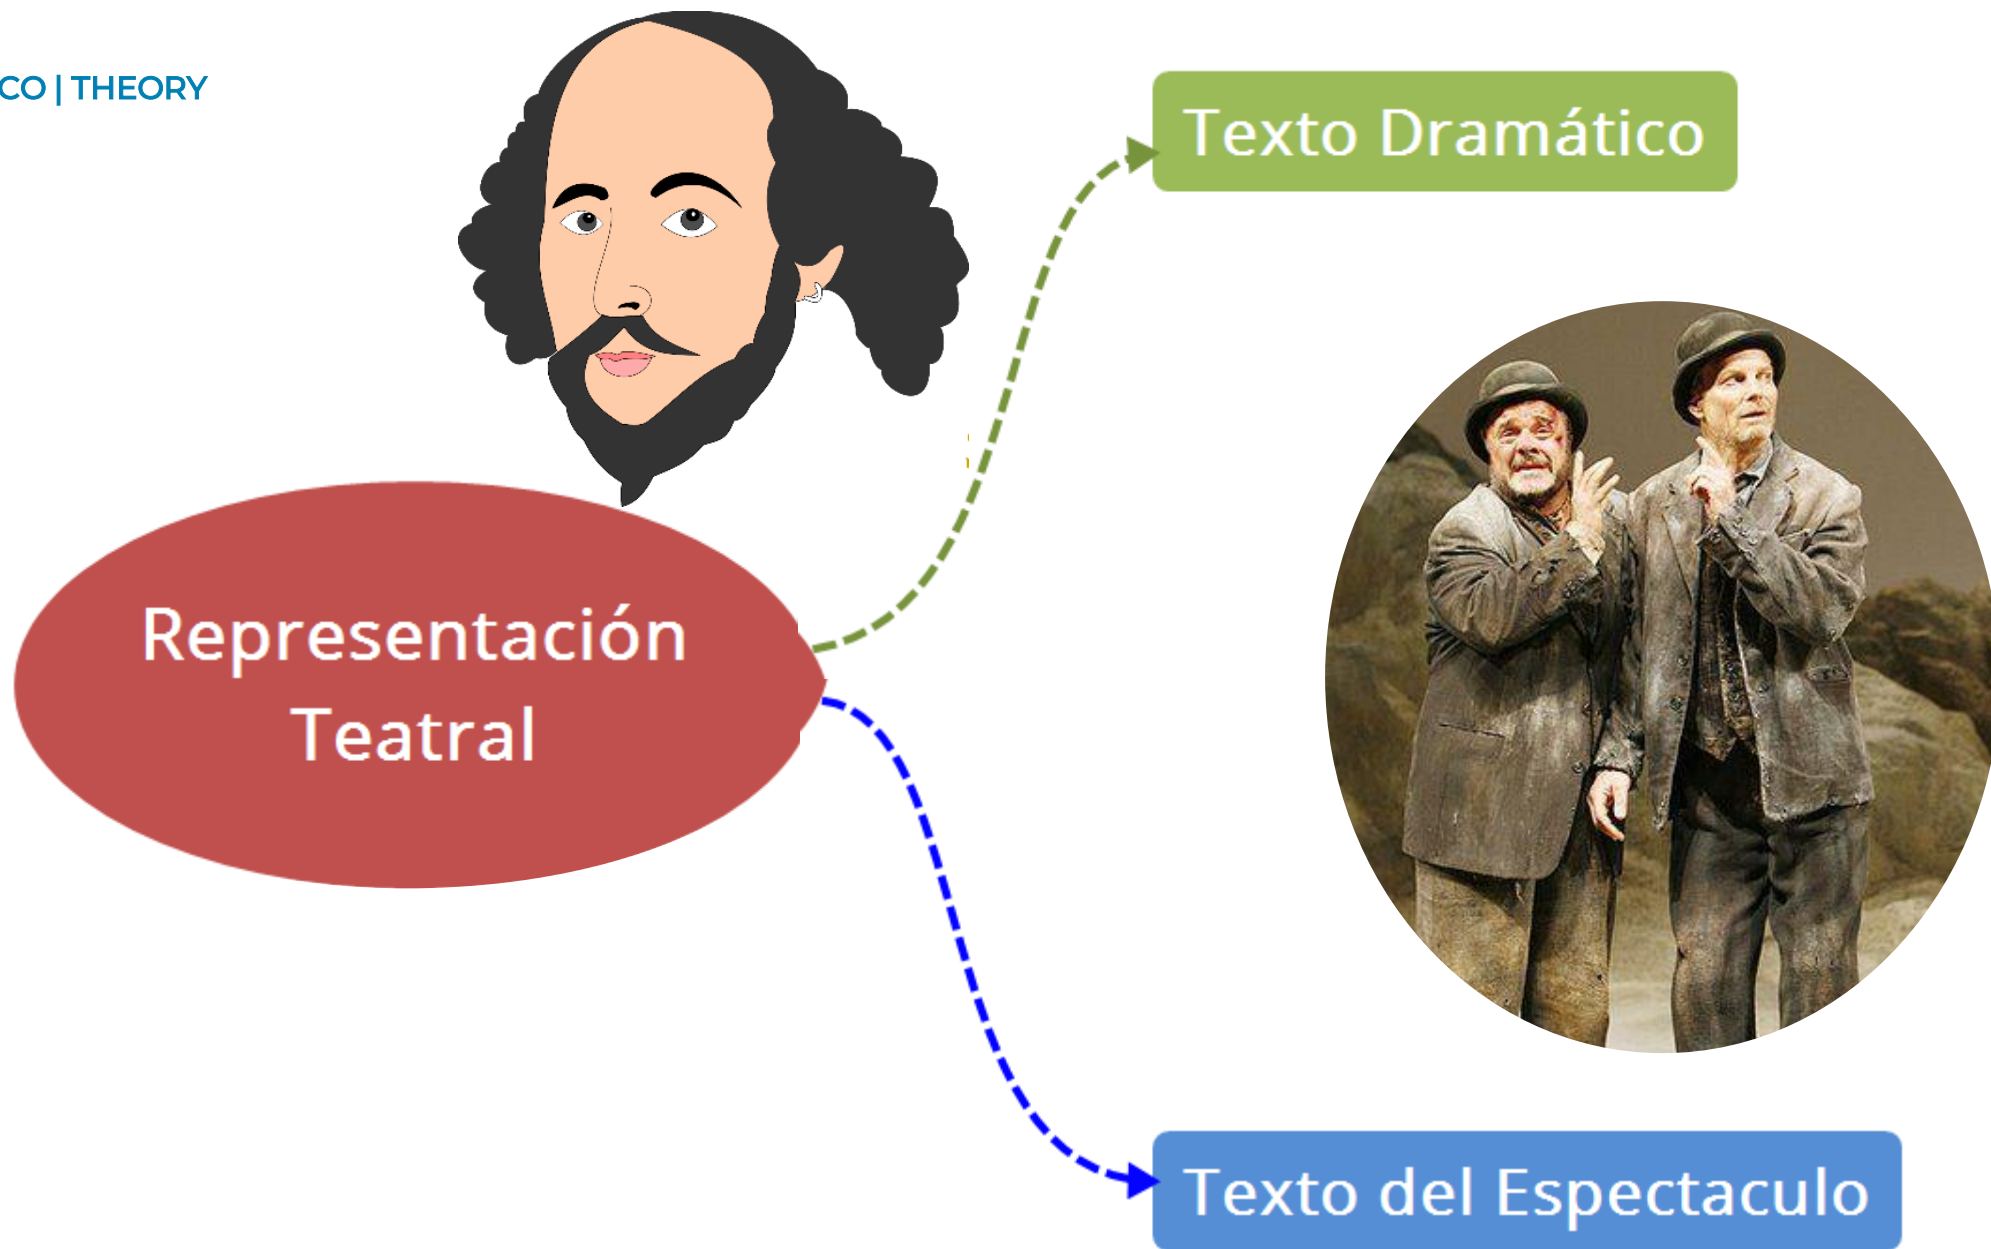 CO | THEORY
Texto Dramático
Representación
Teatral
Texto del Espectaculo